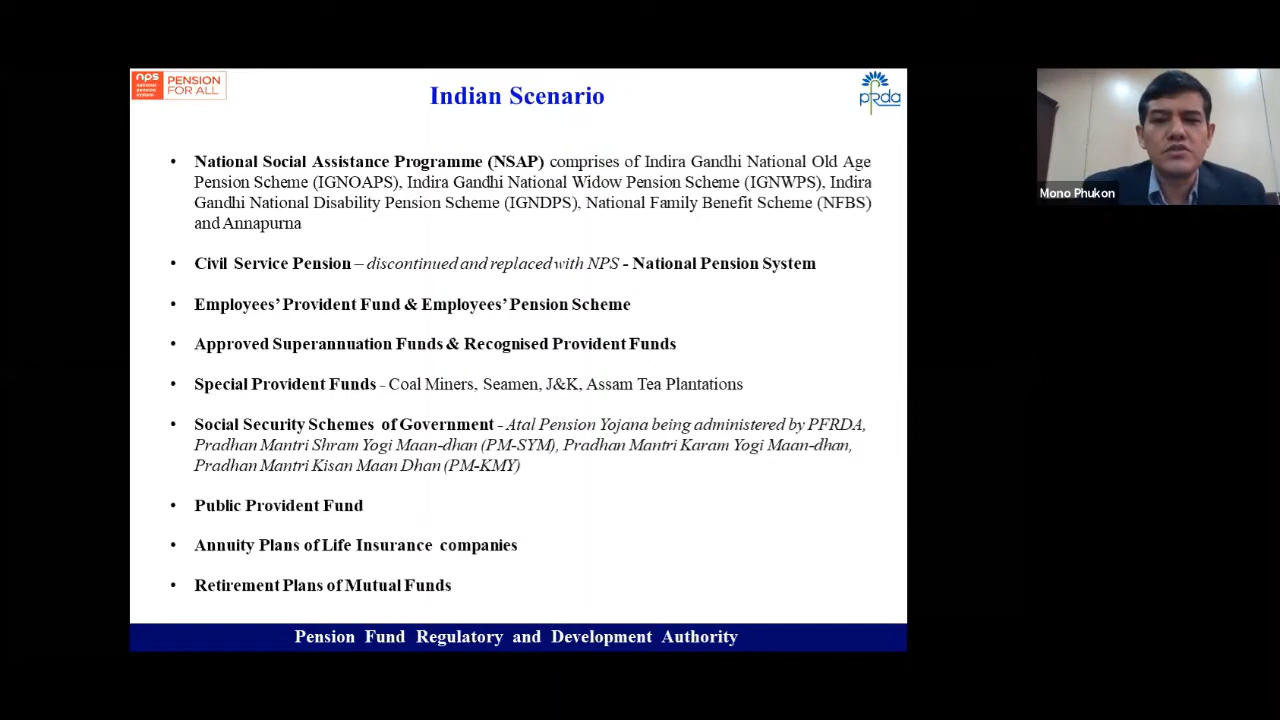 nps
national
pension
system
PENSION
FOR ALL
Indian Scenario
pfrda
• National Social Assistance Programme (NSAP) comprises of Indira Gandhi National Old Age
Pension Scheme (IGNOAPS), Indira Gandhi National Widow Pension Scheme (IGNWPS), Indira
Gandhi National Disability Pension Scheme (IGNDPS), National Family Benefit Scheme (NFBS)
and Annapurna
• Civil Service Pension – discontinued and replaced with NPS - National Pension System
• Employees’ Provident Fund & Employees’ Pension Scheme
• Approved Superannuation Funds & Recognised Provident Funds
• Special Provident Funds - Coal Miners, Seamen, J&K, Assam Tea Plantations
• Social Security Schemes of Government - Atal Pension Yojana being administered by PFRDA,
Pradhan Mantri Shram Yogi Maan-dhan (PM-SYM), Pradhan Mantri Karam Yogi Maan-dhan,
Pradhan Mantri Kisan Maan Dhan (PM-KMY)
• Public Provident Fund
• Annuity Plans of Life Insurance companies
• Retirement Plans of Mutual Funds
Pension Fund Regulatory and Development Authority
Mono Phukon